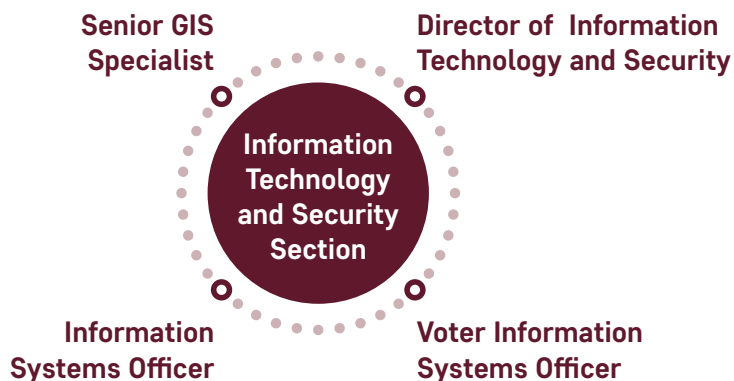 Senior GIS
Specialist
Director of Information
Technology and Security
Information
Technology
and Security
Section
Information
Systems Officer
Voter Information
Systems Officer